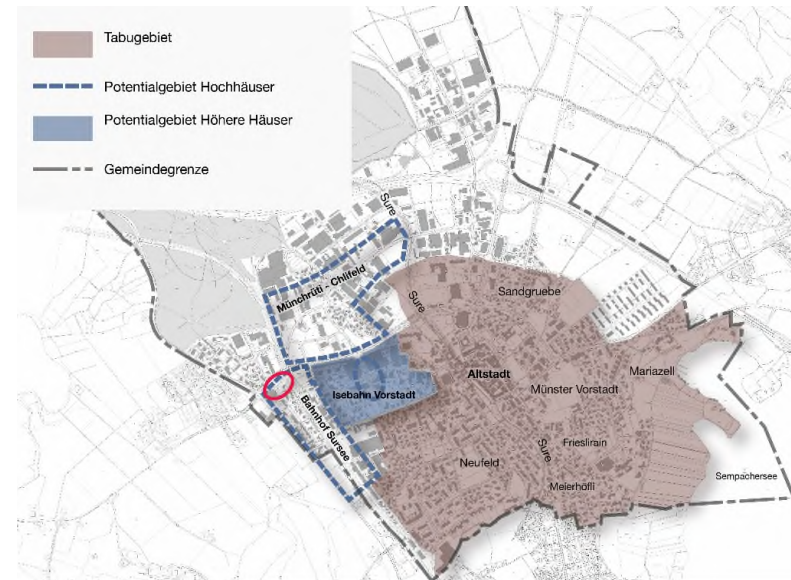 Tabugebiet
Potentialgebiet Hochhäuser
Potentialgebiet Höhere Häuser
Gemeindegrenze
Sure
Münchrüti - Chlifeld
Sure
Sandgruebe
Altstadt
Mariazell
Münster Vorstadt
Isebahn Vorstadt
Bahnhof Sursee
Sure
Frieslirain
Neufeld
Sempachersee
Meierhöfli